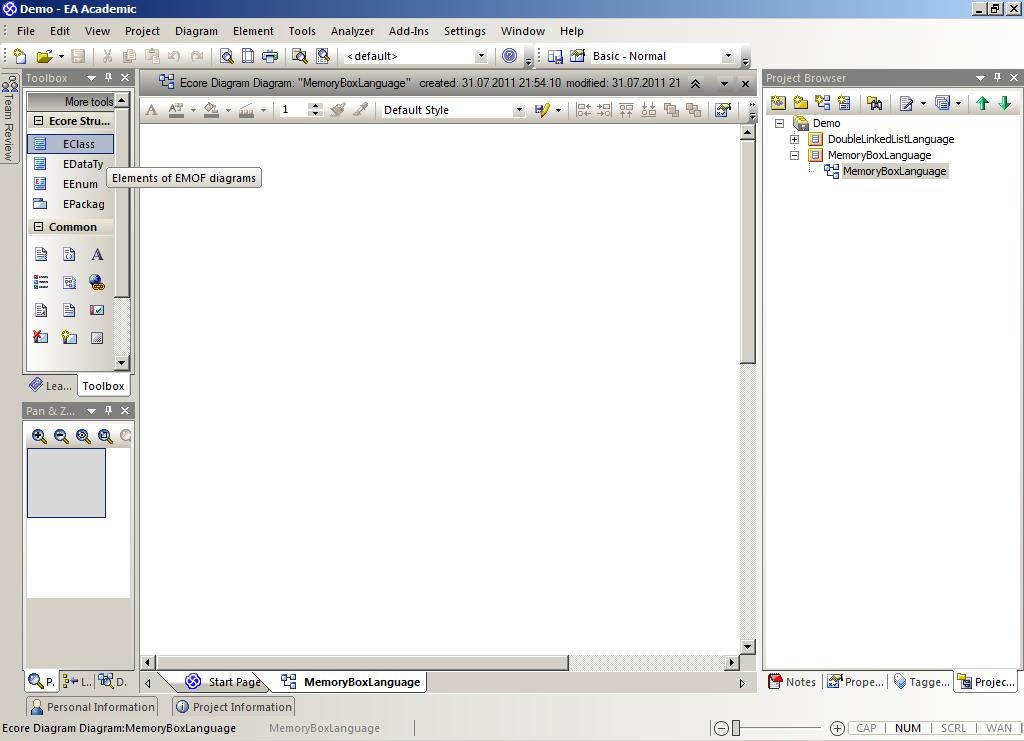 Demo - EA Academic
File Edit View Project Diagram Element Tools Analyzer Add-Ins Settings Window Help
<default> Basic - Normal
Team Review
Toolbox
More tools
Ecore Stru...
EClass
EDataTy
EEnum
EPackag
Common
Elements of EMOF diagrams
Lea... Toolbox
Pan & Z...
P. L.. D.
Ecore Diagram Diagram: "MemoryBoxLanguage" created: 31.07.2011 21:54:10 modified: 31.07.2011 21
1 Default Style
Start Page MemoryBoxLanguage
Project Browser
Demo
DoubleLinkedListLanguage
MemoryBoxLanguage
MemoryBoxLanguage
Notes Prope... Tagge... Projec...
Personal Information Project Information
Ecore Diagram Diagram:MemoryBoxLanguage MemoryBoxLanguage CAP NUM SCRL WAN